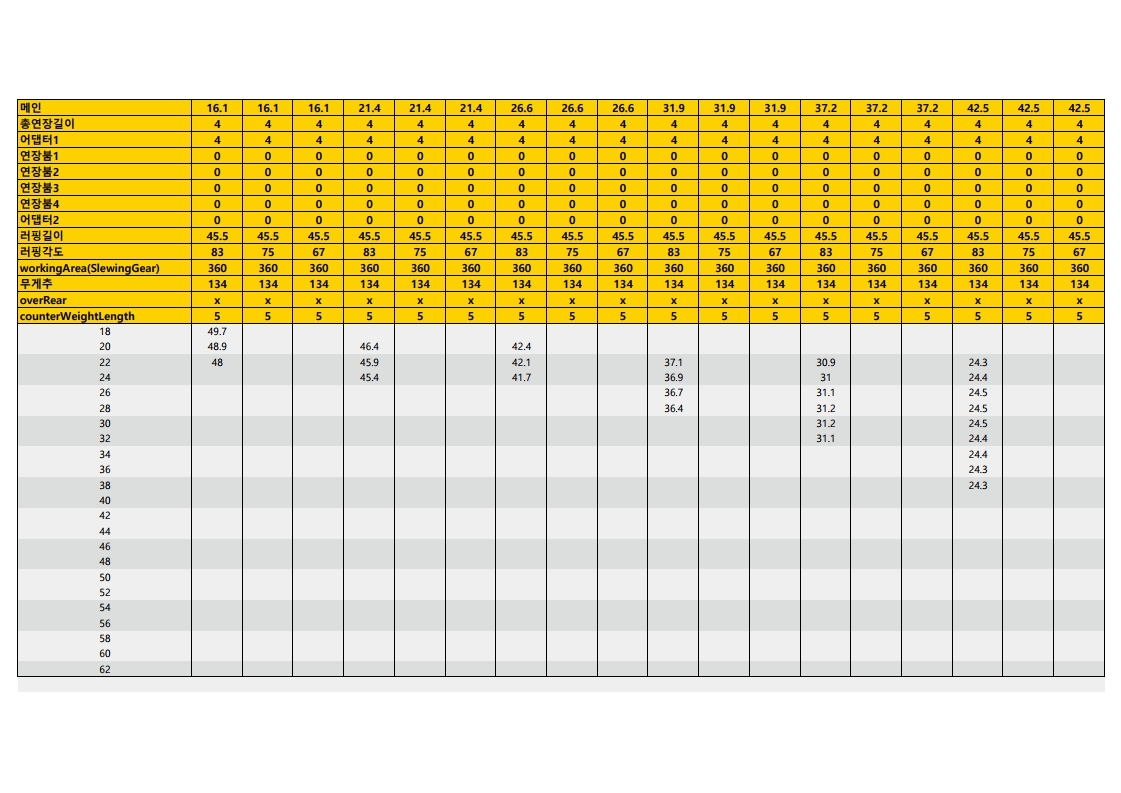 메인 16.1 16.1 16.1 21.4 21.4 21.4 26.6 26.6 26.6 31.9 31.9 31.9 37.2 37.2 37.2 42.5 42.5 42.5
총연장길이 4 4 4 4 4 4 4 4 4 4 4 4 4 4 4 4 4 4
어댑터1 4 4 4 4 4 4 4 4 4 4 4 4 4 4 4 4 4 4
연장붐1 0 0 0 0 0 0 0 0 0 0 0 0 0 0 0 0 0 0
연장붐2 0 0 0 0 0 0 0 0 0 0 0 0 0 0 0 0 0 0
연장붐3 0 0 0 0 0 0 0 0 0 0 0 0 0 0 0 0 0 0
연장붐4 0 0 0 0 0 0 0 0 0 0 0 0 0 0 0 0 0 0
어댑터2 0 0 0 0 0 0 0 0 0 0 0 0 0 0 0 0 0 0
러핑길이 45.5 45.5 45.5 45.5 45.5 45.5 45.5 45.5 45.5 45.5 45.5 45.5 45.5 45.5 45.5 45.5 45.5 45.5
러핑각도 83 75 67 83 75 67 83 75 67 83 75 67 83 75 67 83 75 67
workingArea(SlewingGear) 360 360 360 360 360 360 360 360 360 360 360 360 360 360 360 360 360 360
무게추 134 134 134 134 134 134 134 134 134 134 134 134 134 134 134 134 134 134
overRear x x x x x x x x x x x x x x x x x x
counterWeightLength 5 5 5 5 5 5 5 5 5 5 5 5 5 5 5 5 5 5
18 49.7
20 48.9 46.4 42.4
22 48 45.9 42.1 37.1 30.9 24.3
24 45.4 41.7 36.9 31 24.4
26 36.7 31.1 24.5
28 36.4 31.2 24.5
30 31.2 24.5
32 31.1 24.4
34 24.4
36 24.3
38 24.3
40
42
44
46
48
50
52
54
56
58
60
62